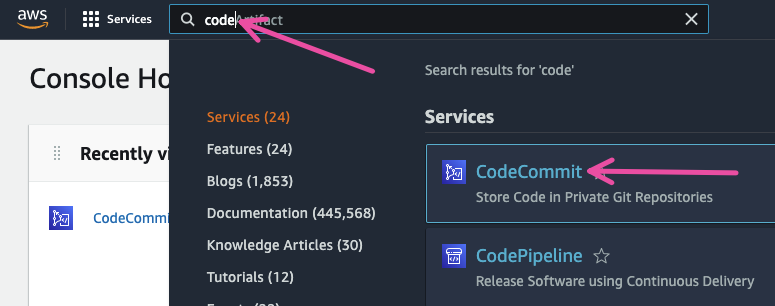 aws
Services
codeArtifact
Console Ho
Search results for 'code'
Services (24)
Services
Features (24)
Recently vi
Blogs (1,853)
CodeCommit
Store Code in Private Git Repositories
CodeCommi
Documentation (445,568)
Knowledge Articles (30)
CodePipeline
Tutorials (12)
Release Software using Continuous Delivery